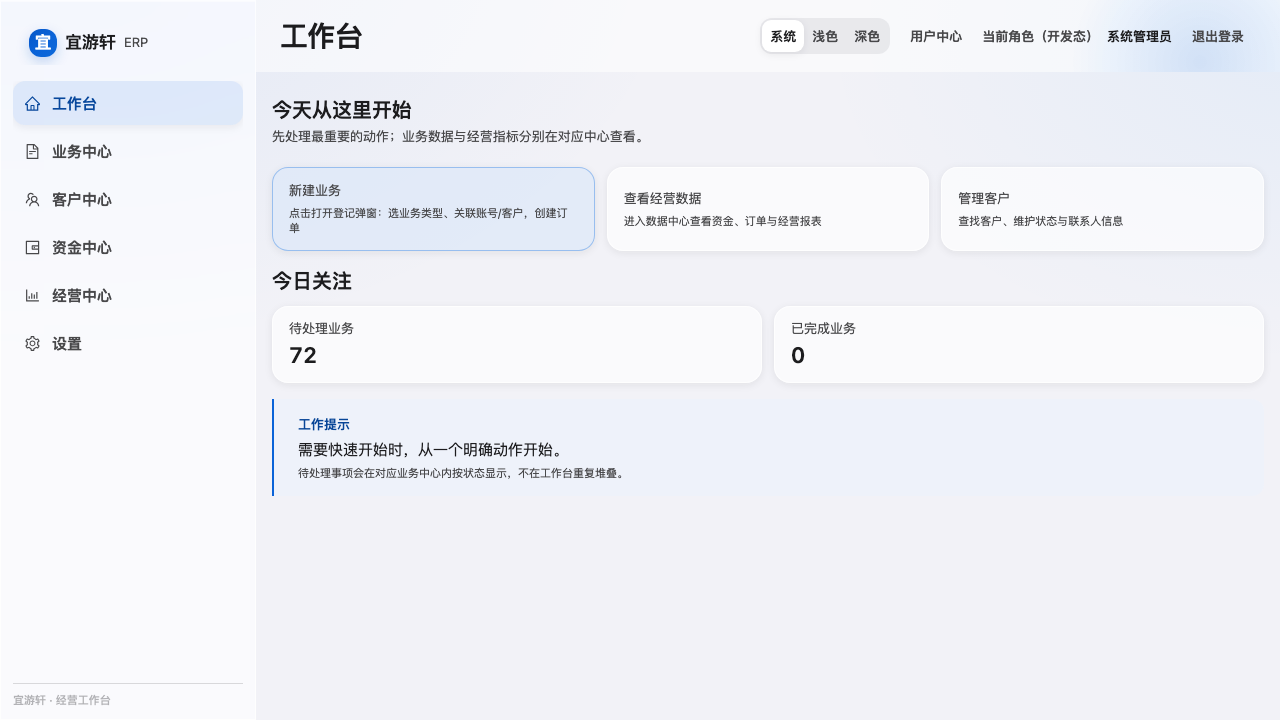 宜 宜游轩 ERP
工作台
业务中心
客户中心
资金中心
经营中心
设置
宜游轩 · 经营工作台
工作台
系统 浅色 深色 用户中心 当前角色（开发态） 系统管理员 退出登录
今天从这里开始
先处理最重要的动作；业务数据与经营指标分别在对应中心查看。
新建业务
点击打开登记弹窗：选业务类型、关联账号/客户，创建订
单
查看经营数据
进入数据中心查看资金、订单与经营报表
管理客户
查找客户、维护状态与联系人信息
今日关注
待处理业务
72
已完成业务
0
工作提示
需要快速开始时，从一个明确动作开始。
待处理事项会在对应业务中心内按状态显示，不在工作台重复堆叠。